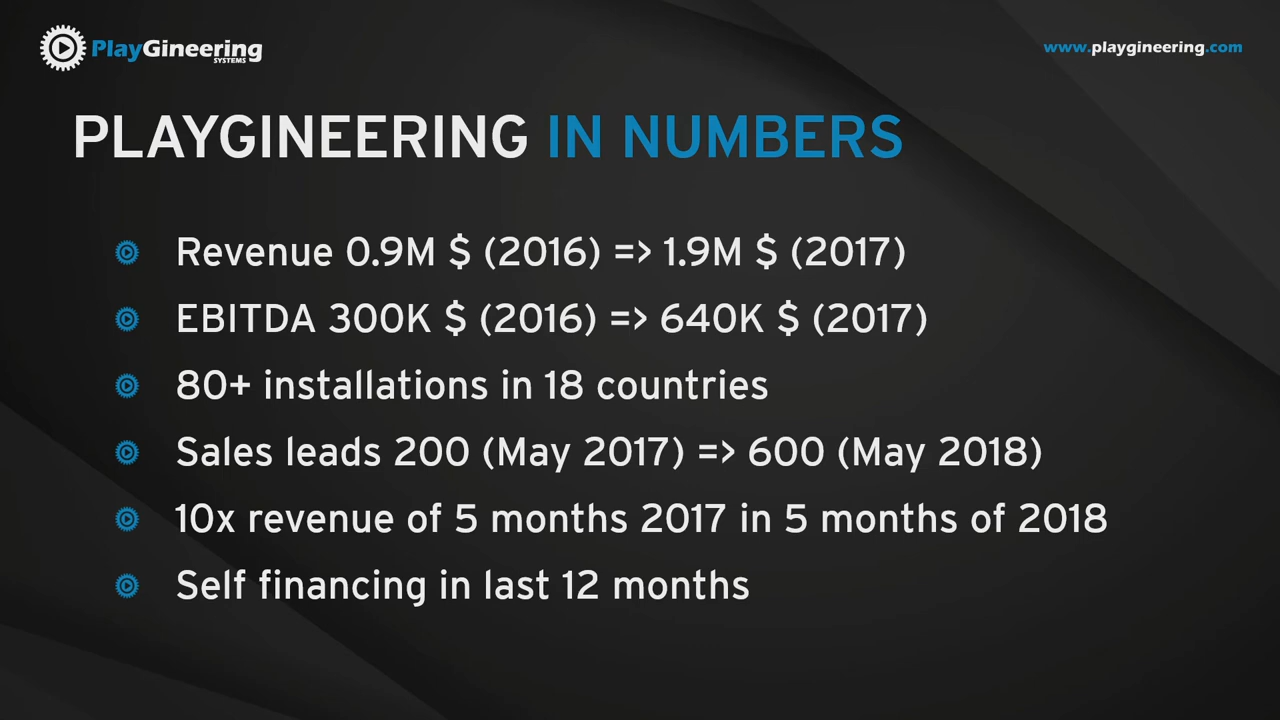 PlayGineering
SYSTEMS
www.playgineering.com
PLAYGINEERING IN NUMBERS
Revenue 0.9M $ (2016) => 1.9M $ (2017)
EBITDA 300K $ (2016) => 640K $ (2017)
80+ installations in 18 countries
Sales leads 200 (May 2017) => 600 (May 2018)
10x revenue of 5 months 2017 in 5 months of 2018
Self financing in last 12 months